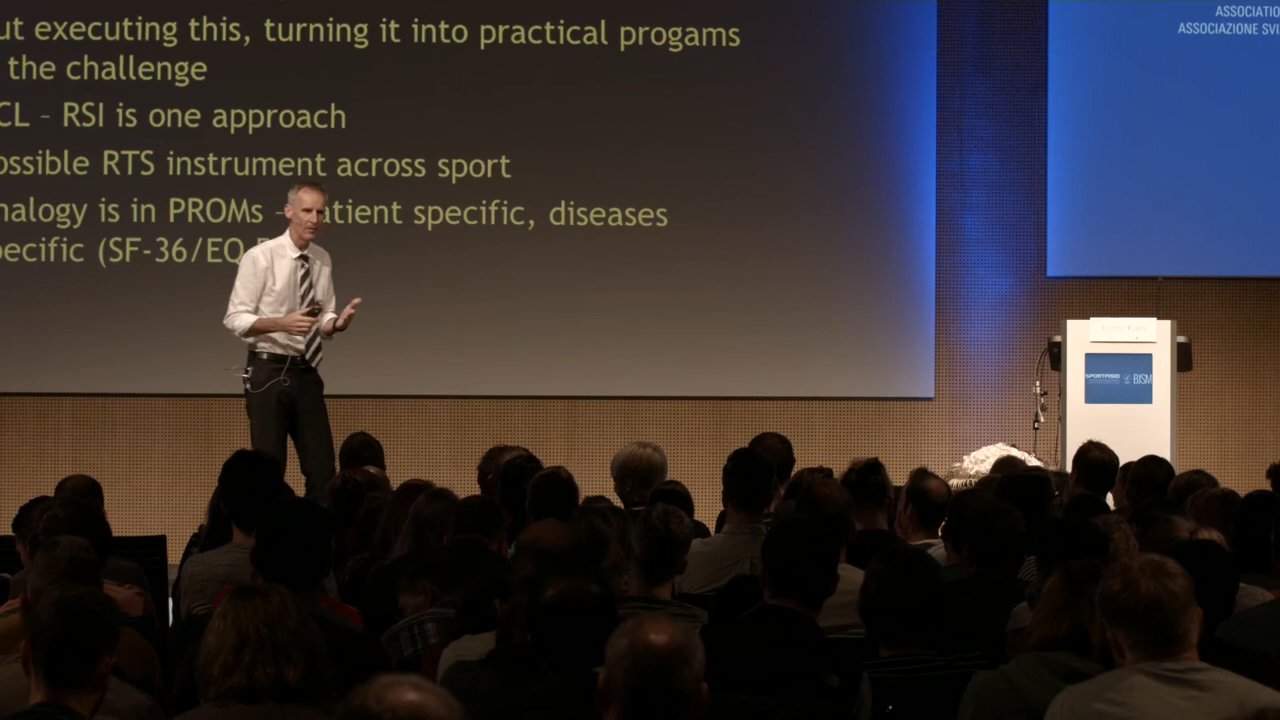 ut executing this, turning it into practical progams
the challenge
CL – RSI is one approach
ossible RTS instrument across sport
nalogy is in PROMs – atient specific, diseases
pecific (SF-36/EQ
ASSOCIATIO
ASSOCIAZIONE SVI
SPORTFISIO
BJSM